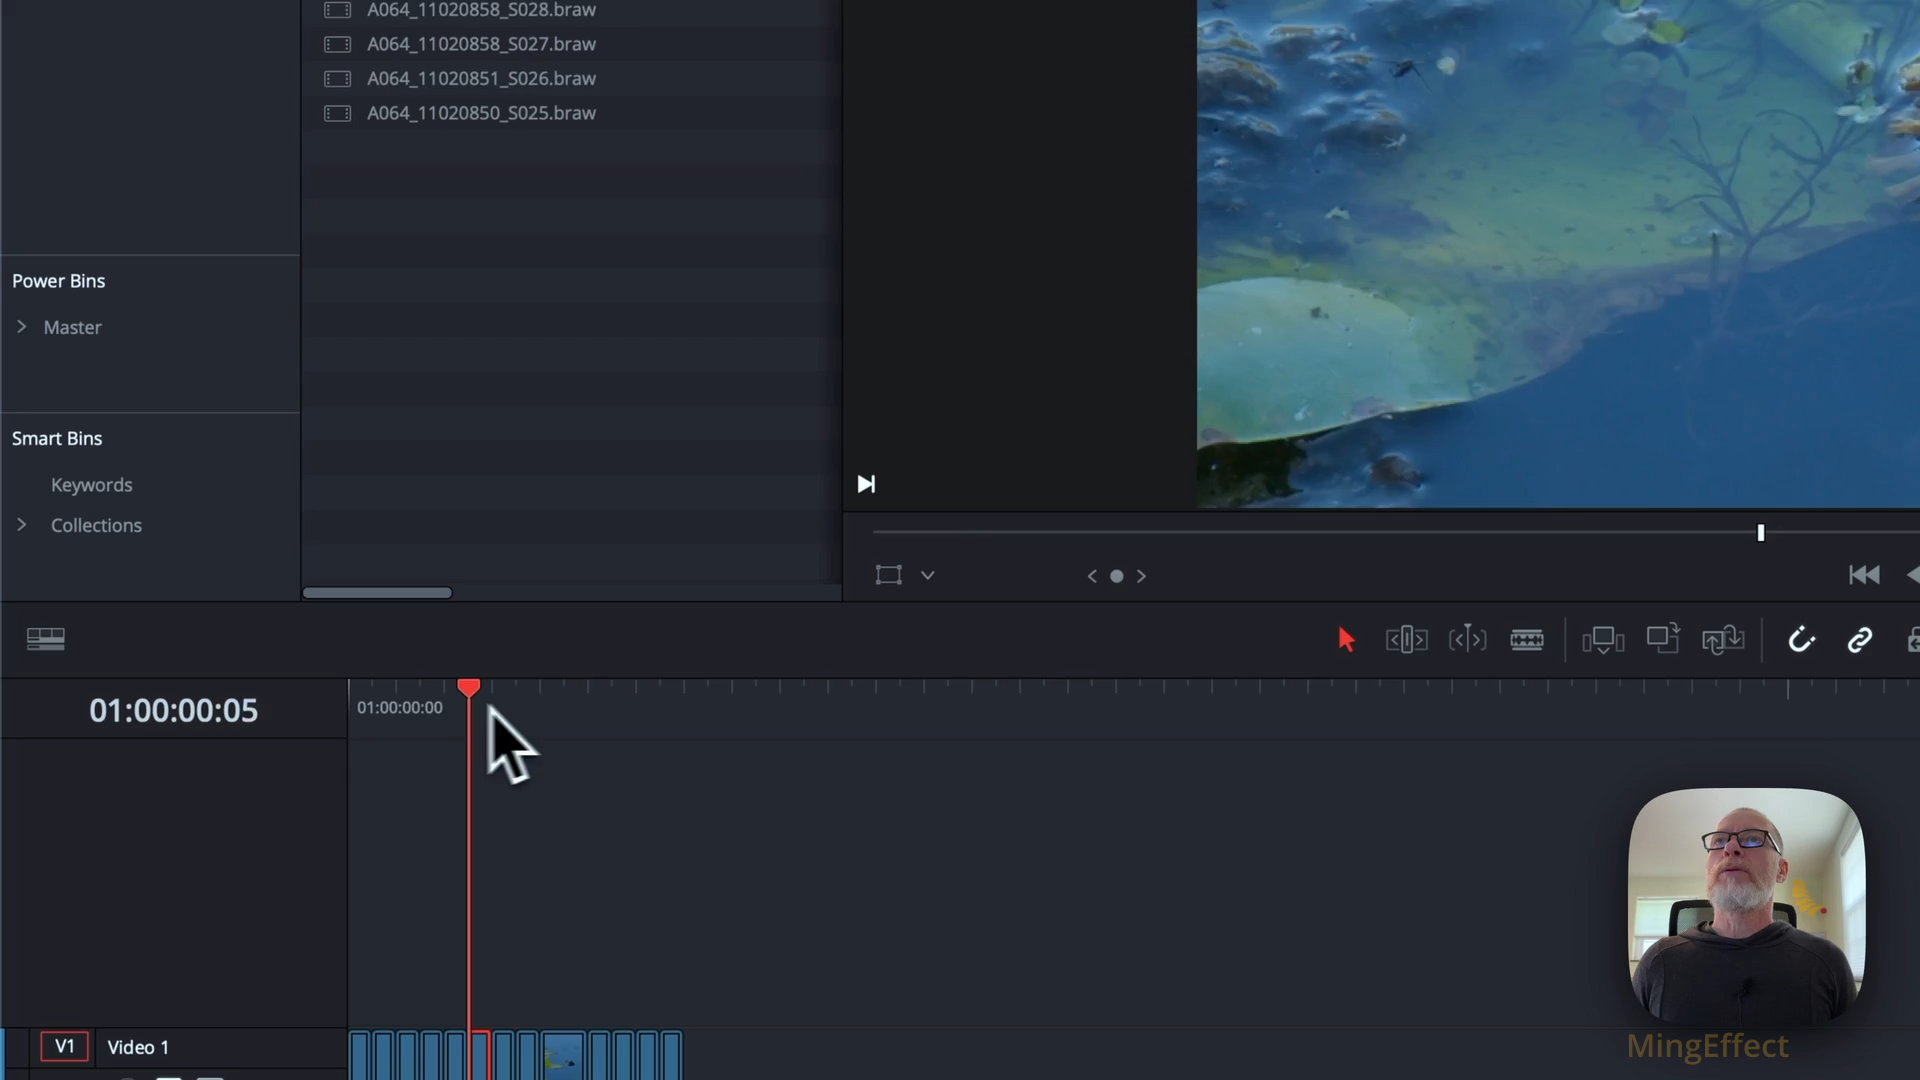 A064_11020858_S028.braw
A064_11020858_S027.braw
A064_11020851_S026.braw
A064_11020850_S025.braw
Power Bins
Master
Smart Bins
Keywords
Collections
01:00:00:05
01:00:00:00
V1
Video 1
MingEffect